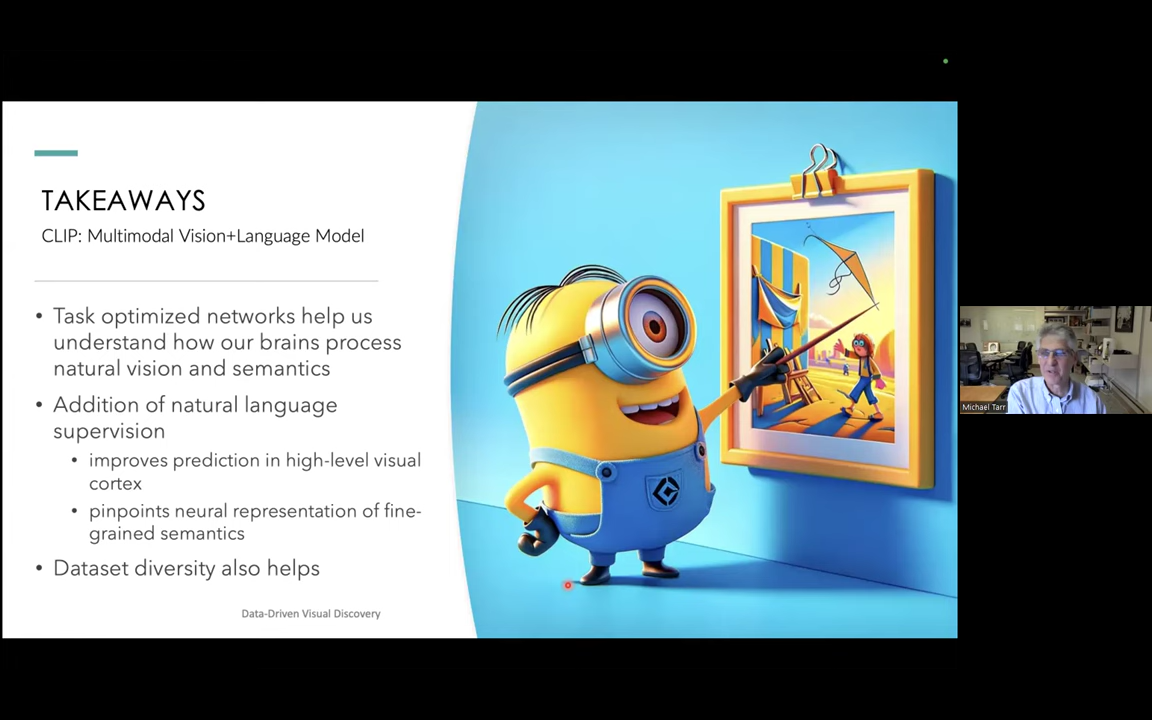 TAKEAWAYS
CLIP: Multimodal Vision+Language Model
• Task optimized networks help us
understand how our brains process
natural vision and semantics
• Addition of natural language
supervision
• improves prediction in high-level visual
cortex
• pinpoints neural representation of fine-
grained semantics
• Dataset diversity also helps
Data-Driven Visual Discovery
Michael Tarr